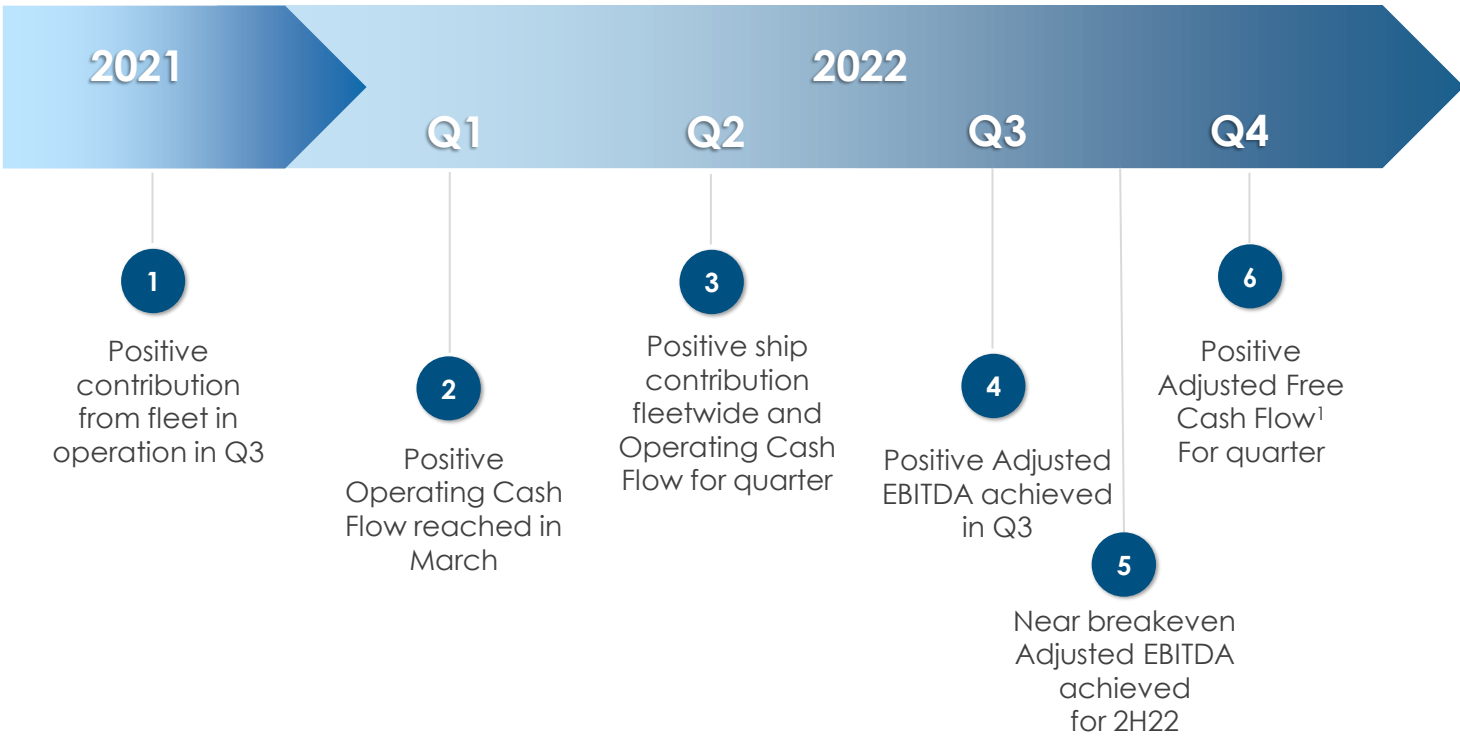 2021
2022
Q1
Q2
Q3
Q4
1
Positive
contribution
from fleet in
operation in Q3
2
Positive
Operating Cash
Flow reached in
March
3
Positive ship
contribution
fleetwide and
Operating Cash
Flow for quarter
4
Positive Adjusted
EBITDA achieved
in Q3
5
Near breakeven
Adjusted EBITDA
achieved
for 2H22
6
Positive
Adjusted Free
Cash Flow¹
For quarter